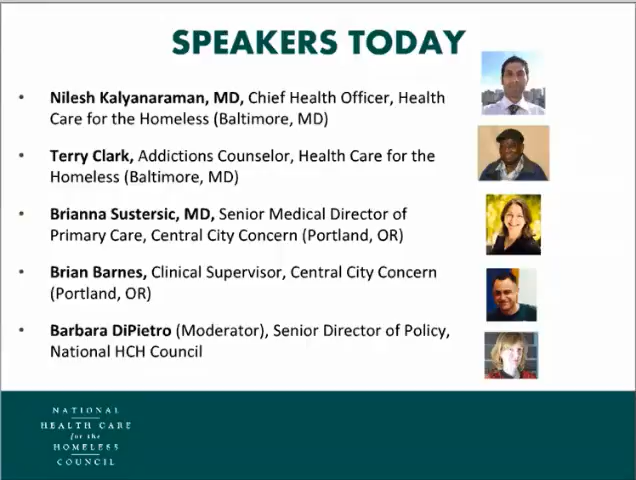 SPEAKERS TODAY
• Nilesh Kalyanaraman, MD, Chief Health Officer, Health
Care for the Homeless (Baltimore, MD)
• Terry Clark, Addictions Counselor, Health Care for the
Homeless (Baltimore, MD)
• Brianna Sustersic, MD, Senior Medical Director of
Primary Care, Central City Concern (Portland, OR)
• Brian Barnes, Clinical Supervisor, Central City Concern
(Portland, OR)
• Barbara DiPietro (Moderator), Senior Director of Policy,
National HCH Council
NATIONAL
HEALTH CARE
for the
HOMELESS
COUNCIL